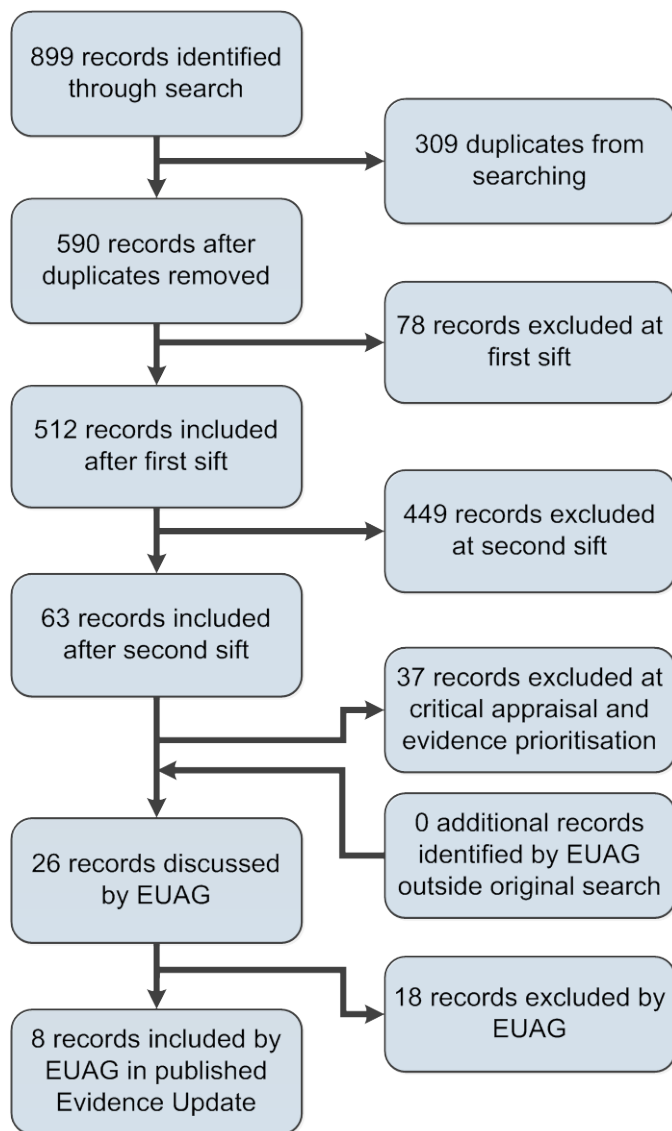 899 records identified
through search
309 duplicates from
searching
590 records after
duplicates removed
78 records excluded at
first sift
512 records included
after first sift
449 records excluded
at second sift
63 records included
after second sift
37 records excluded at
critical appraisal and
evidence prioritisation
0 additional records
identified by EUAG
outside original search
26 records discussed
by EUAG
18 records excluded by
EUAG
8 records included by
EUAG in published
Evidence Update